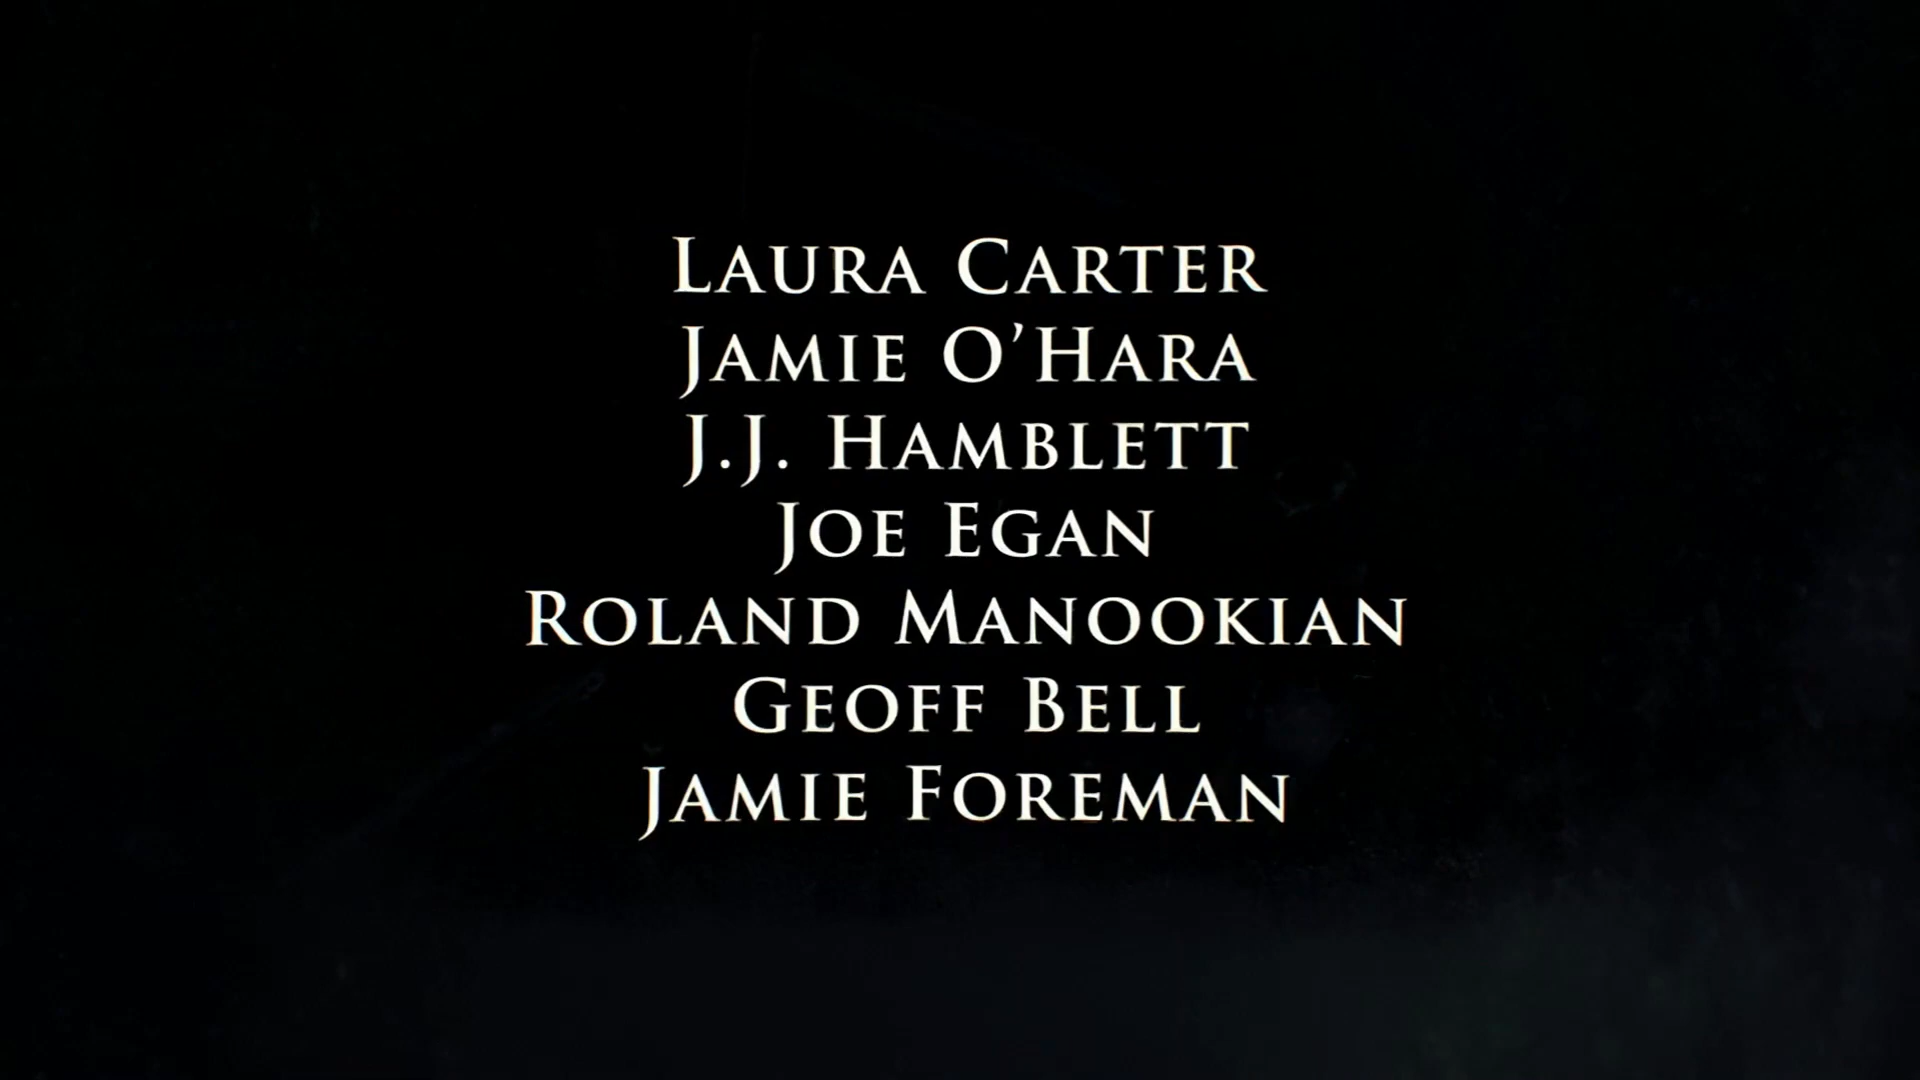 Laura Carter
Jamie O’Hara
J.J. Hamblett
Joe Egan
Roland Manookian
Geoff Bell
Jamie Foreman